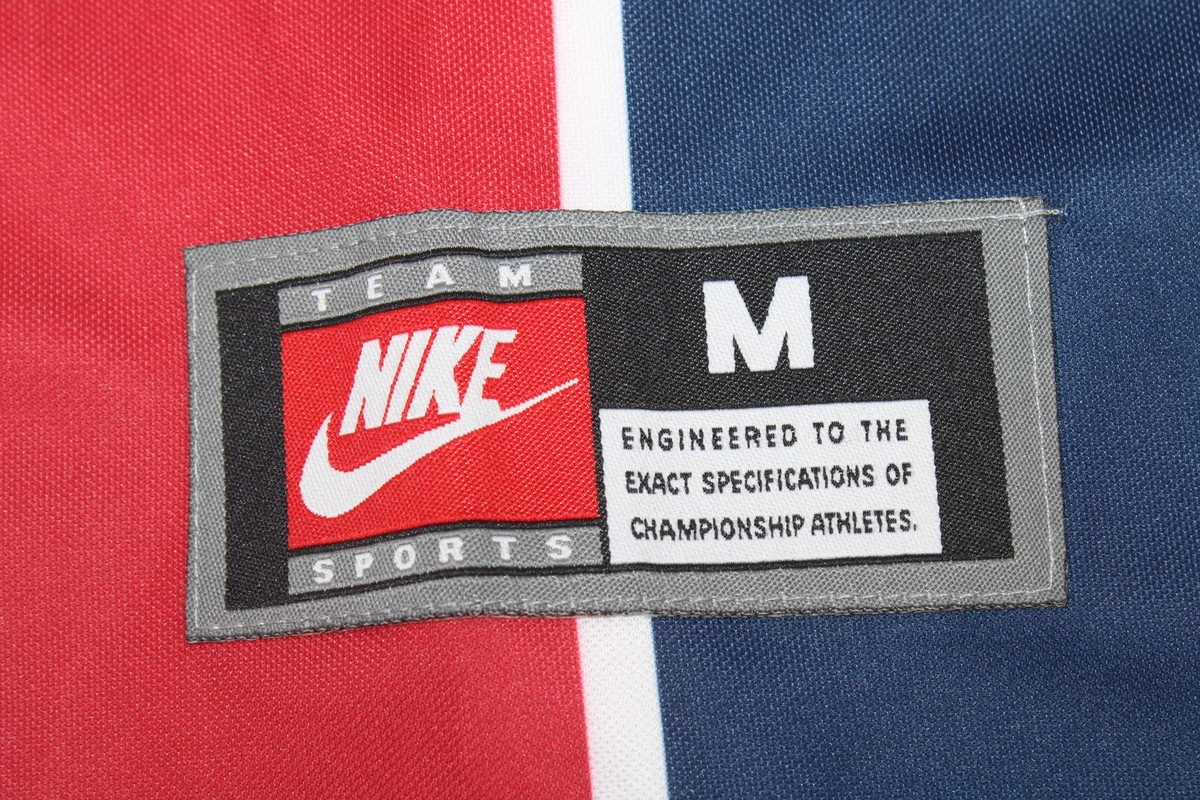 TEAM
NIKE
SPORTS
M
ENGINEERED TO THE
EXACT SPECIFICATIONS OF
CHAMPIONSHIP ATHLETES.